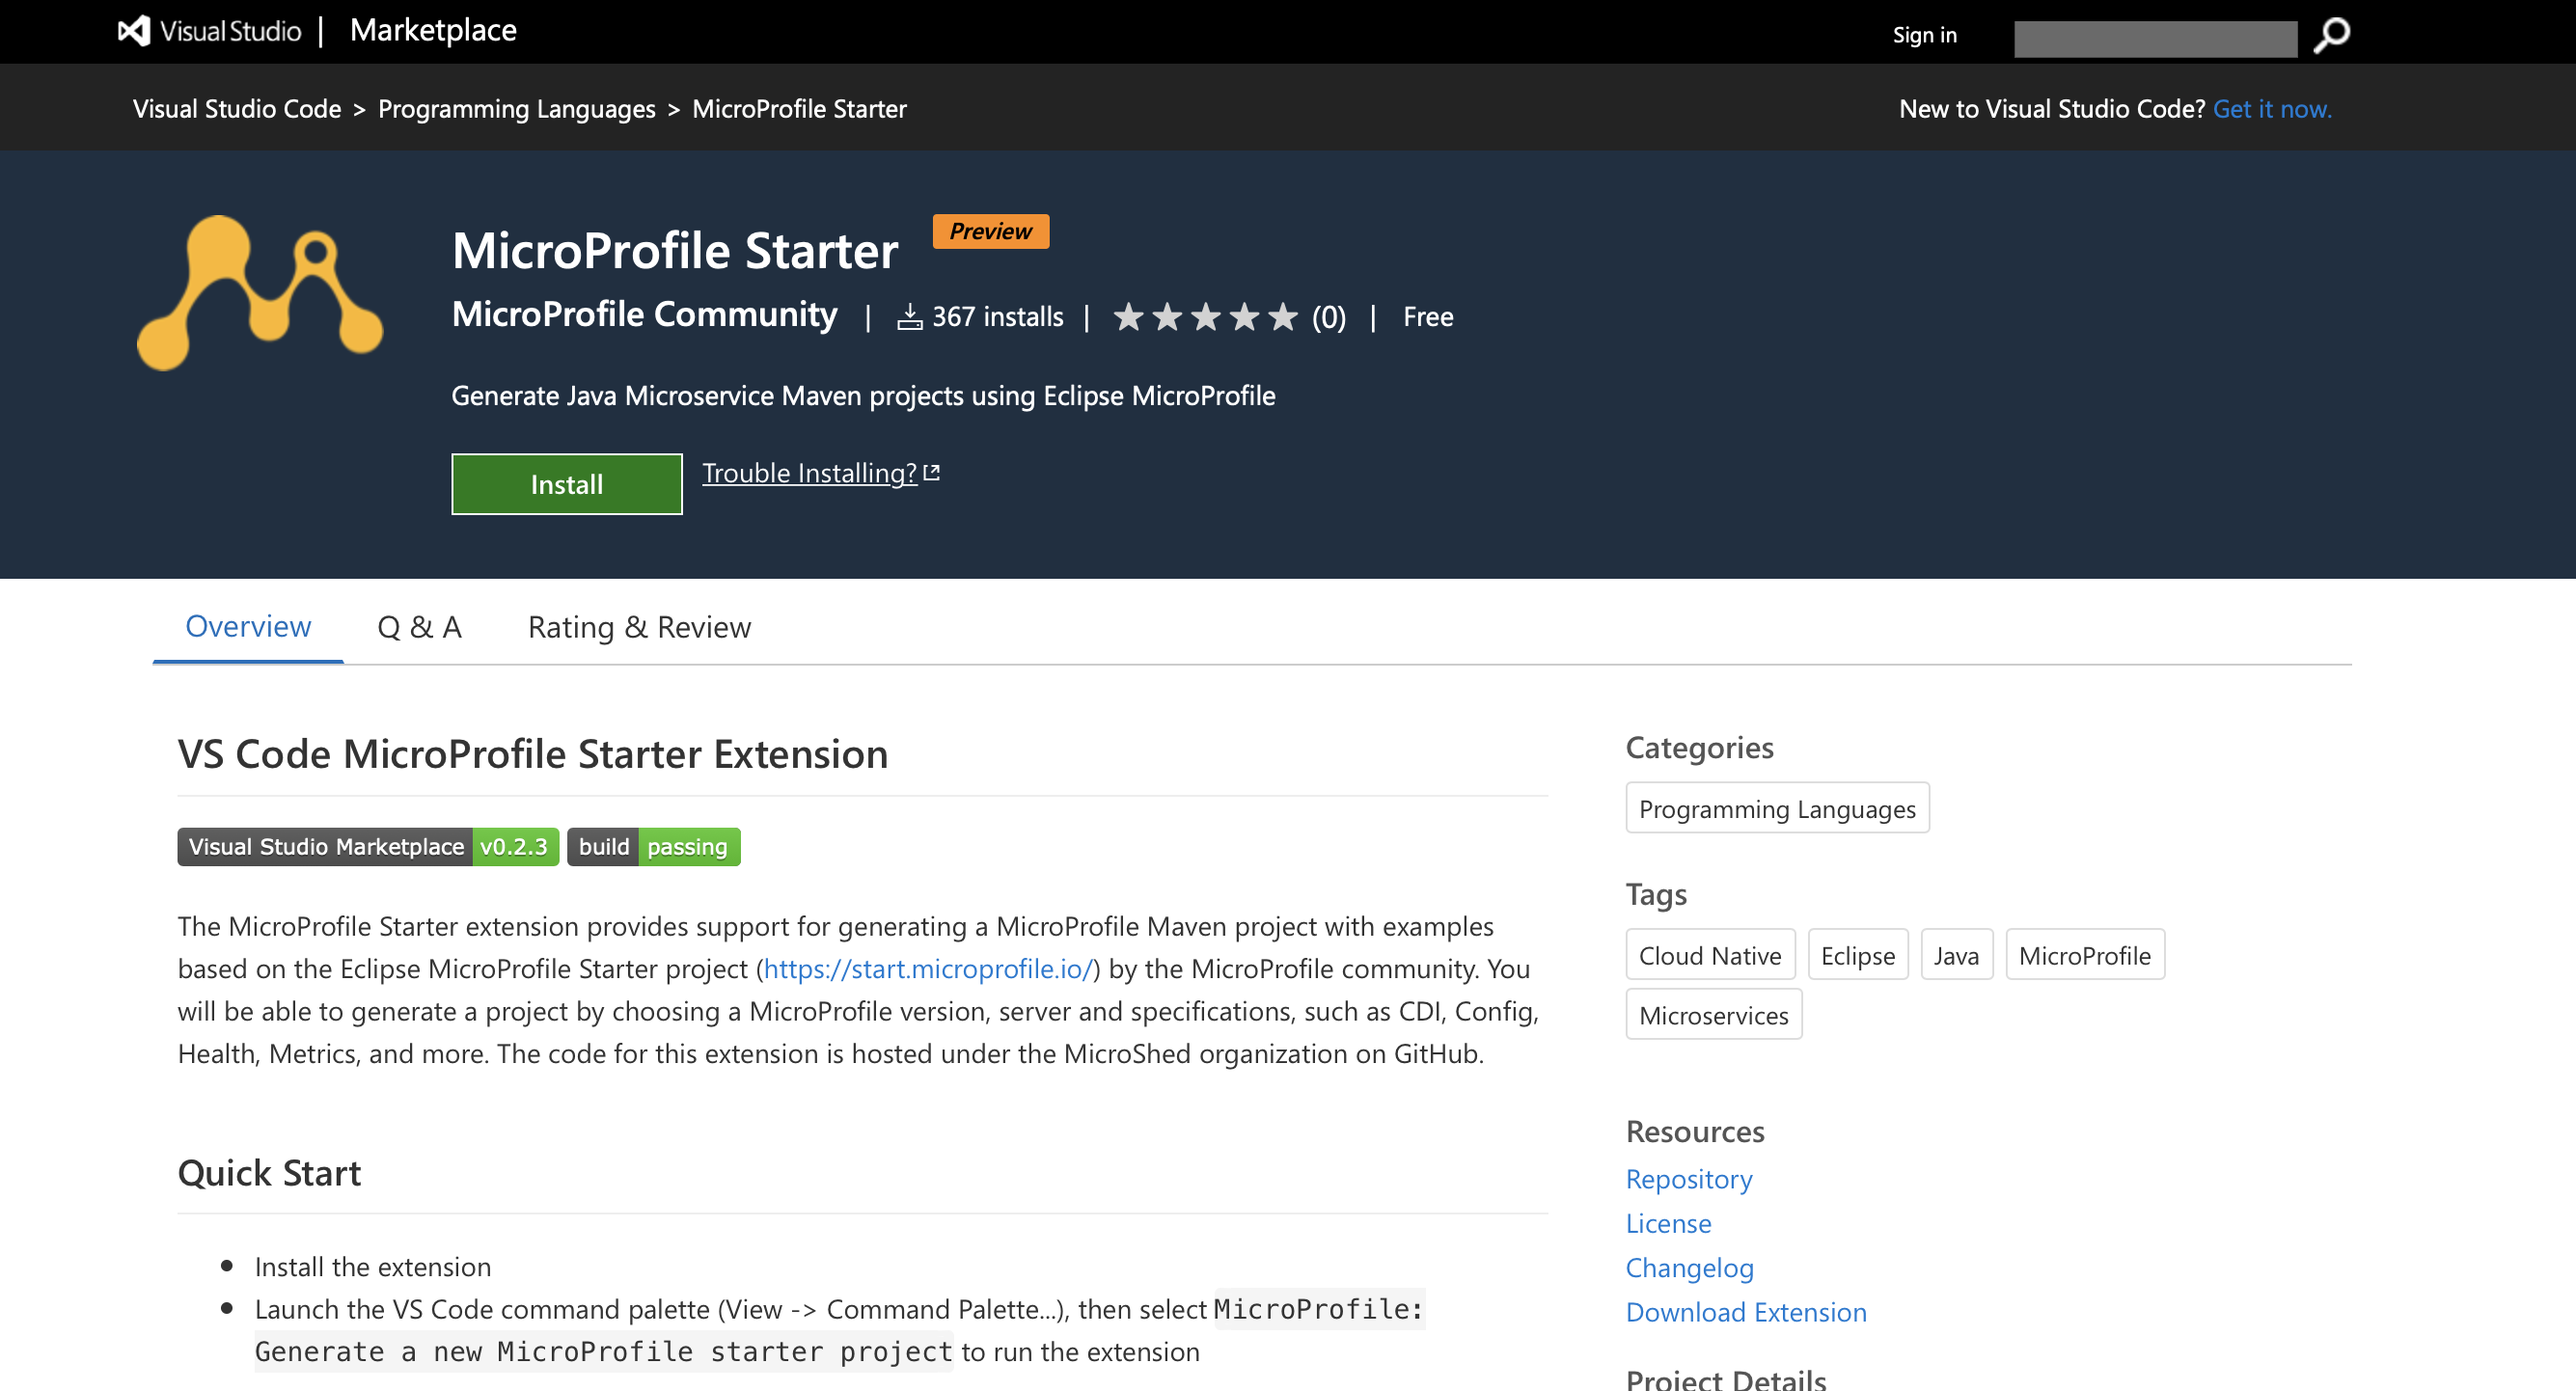 Visual Studio | Marketplace
Sign in
Visual Studio Code > Programming Languages > MicroProfile Starter
New to Visual Studio Code? Get it now.
MicroProfile Starter
Preview
MicroProfile Community | 367 installs | (0) | Free
Generate Java Microservice Maven projects using Eclipse MicroProfile
Install
Trouble Installing?
Overview
Q & A
Rating & Review
VS Code MicroProfile Starter Extension
Visual Studio Marketplace v0.2.3
build passing
The MicroProfile Starter extension provides support for generating a MicroProfile Maven project with examples
based on the Eclipse MicroProfile Starter project (https://start.microprofile.io/) by the MicroProfile community. You
will be able to generate a project by choosing a MicroProfile version, server and specifications, such as CDI, Config,
Health, Metrics, and more. The code for this extension is hosted under the MicroShed organization on GitHub.
Quick Start
• Install the extension
• Launch the VS Code command palette (View -> Command Palette...), then select MicroProfile:
Generate a new MicroProfile starter project to run the extension
Categories
Programming Languages
Tags
Cloud Native
Eclipse
Java
MicroProfile
Microservices
Resources
Repository
License
Changelog
Download Extension
Project Details